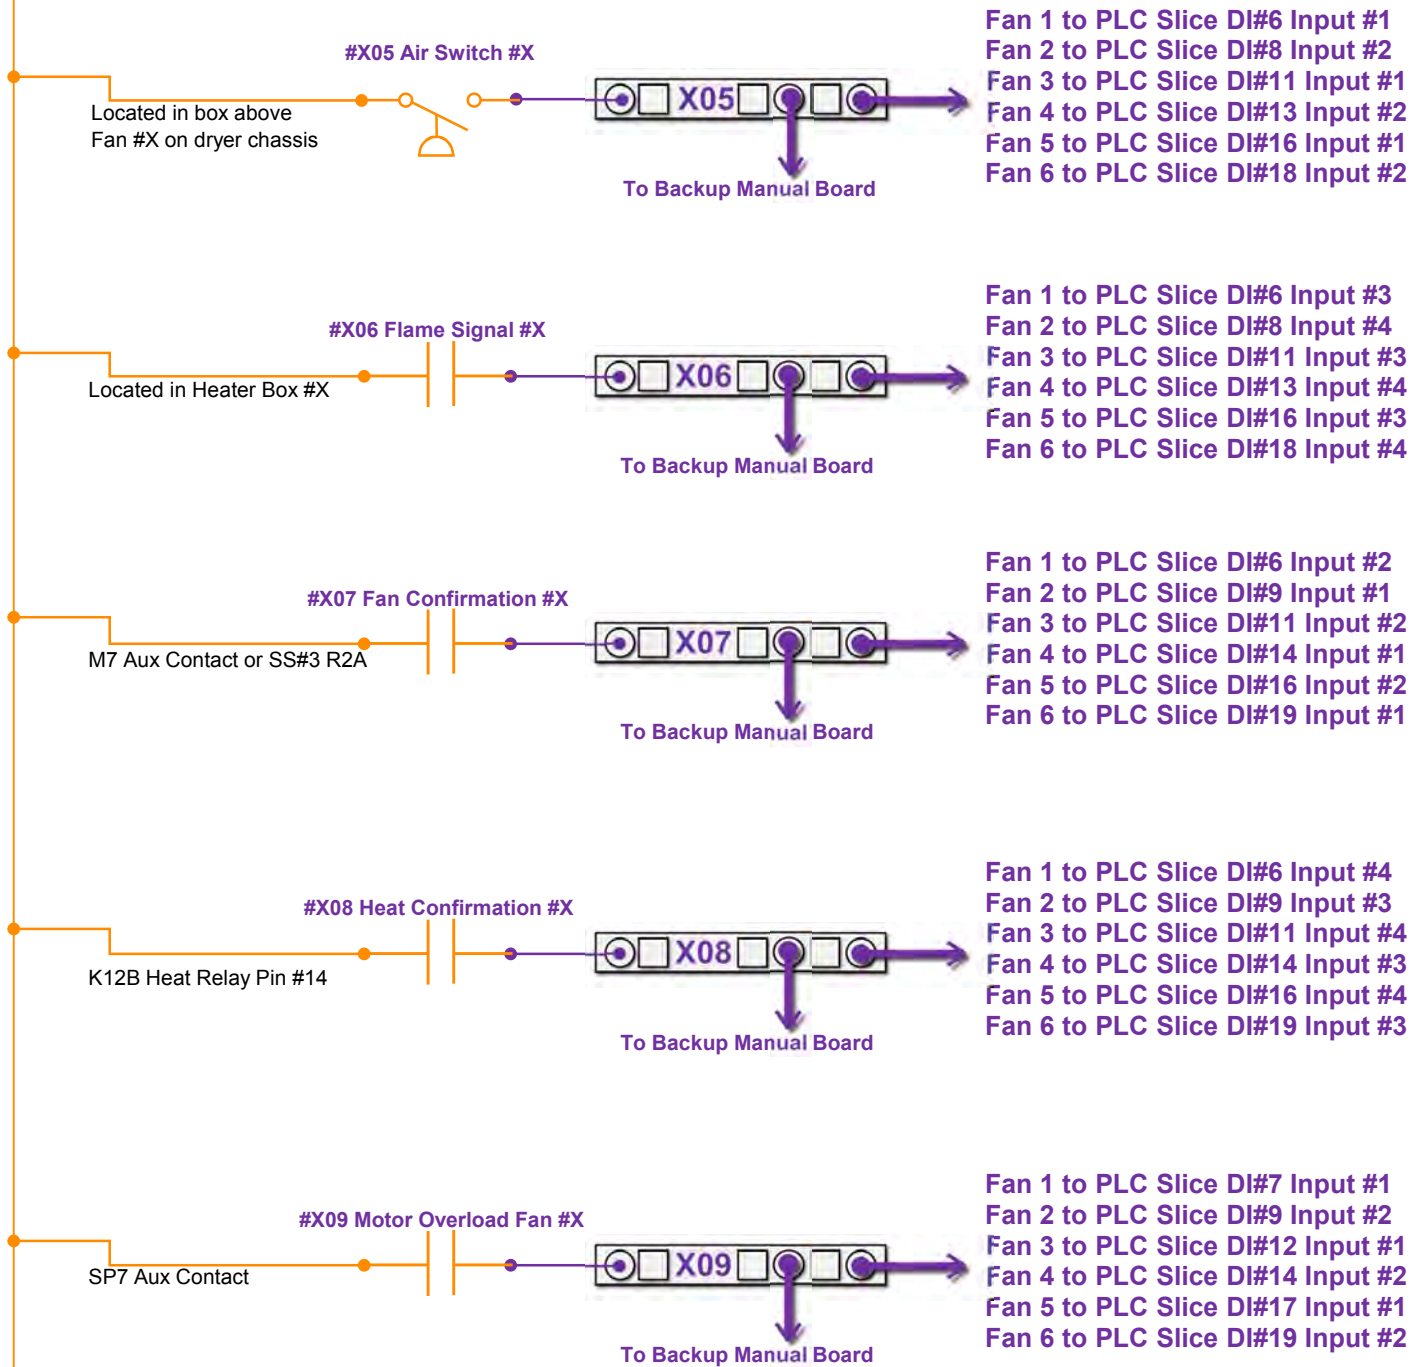 #X05 Air Switch #X
Located in box above
Fan #X on dryer chassis
X05
To Backup Manual Board
Fan 1 to PLC Slice DI#6 Input #1
Fan 2 to PLC Slice DI#8 Input #2
Fan 3 to PLC Slice DI#11 Input #1
Fan 4 to PLC Slice DI#13 Input #2
Fan 5 to PLC Slice DI#16 Input #1
Fan 6 to PLC Slice DI#18 Input #2
#X06 Flame Signal #X
Located in Heater Box #X
X06
To Backup Manual Board
Fan 1 to PLC Slice DI#6 Input #3
Fan 2 to PLC Slice DI#8 Input #4
Fan 3 to PLC Slice DI#11 Input #3
Fan 4 to PLC Slice DI#13 Input #4
Fan 5 to PLC Slice DI#16 Input #3
Fan 6 to PLC Slice DI#18 Input #4
#X07 Fan Confirmation #X
M7 Aux Contact or SS#3 R2A
X07
To Backup Manual Board
Fan 1 to PLC Slice DI#6 Input #2
Fan 2 to PLC Slice DI#9 Input #1
Fan 3 to PLC Slice DI#11 Input #2
Fan 4 to PLC Slice DI#14 Input #1
Fan 5 to PLC Slice DI#16 Input #2
Fan 6 to PLC Slice DI#19 Input #1
#X08 Heat Confirmation #X
K12B Heat Relay Pin #14
X08
To Backup Manual Board
Fan 1 to PLC Slice DI#6 Input #4
Fan 2 to PLC Slice DI#9 Input #3
Fan 3 to PLC Slice DI#11 Input #4
Fan 4 to PLC Slice DI#14 Input #3
Fan 5 to PLC Slice DI#16 Input #4
Fan 6 to PLC Slice DI#19 Input #3
#X09 Motor Overload Fan #X
SP7 Aux Contact
X09
To Backup Manual Board
Fan 1 to PLC Slice DI#7 Input #1
Fan 2 to PLC Slice DI#9 Input #2
Fan 3 to PLC Slice DI#12 Input #1
Fan 4 to PLC Slice DI#14 Input #2
Fan 5 to PLC Slice DI#17 Input #1
Fan 6 to PLC Slice DI#19 Input #2